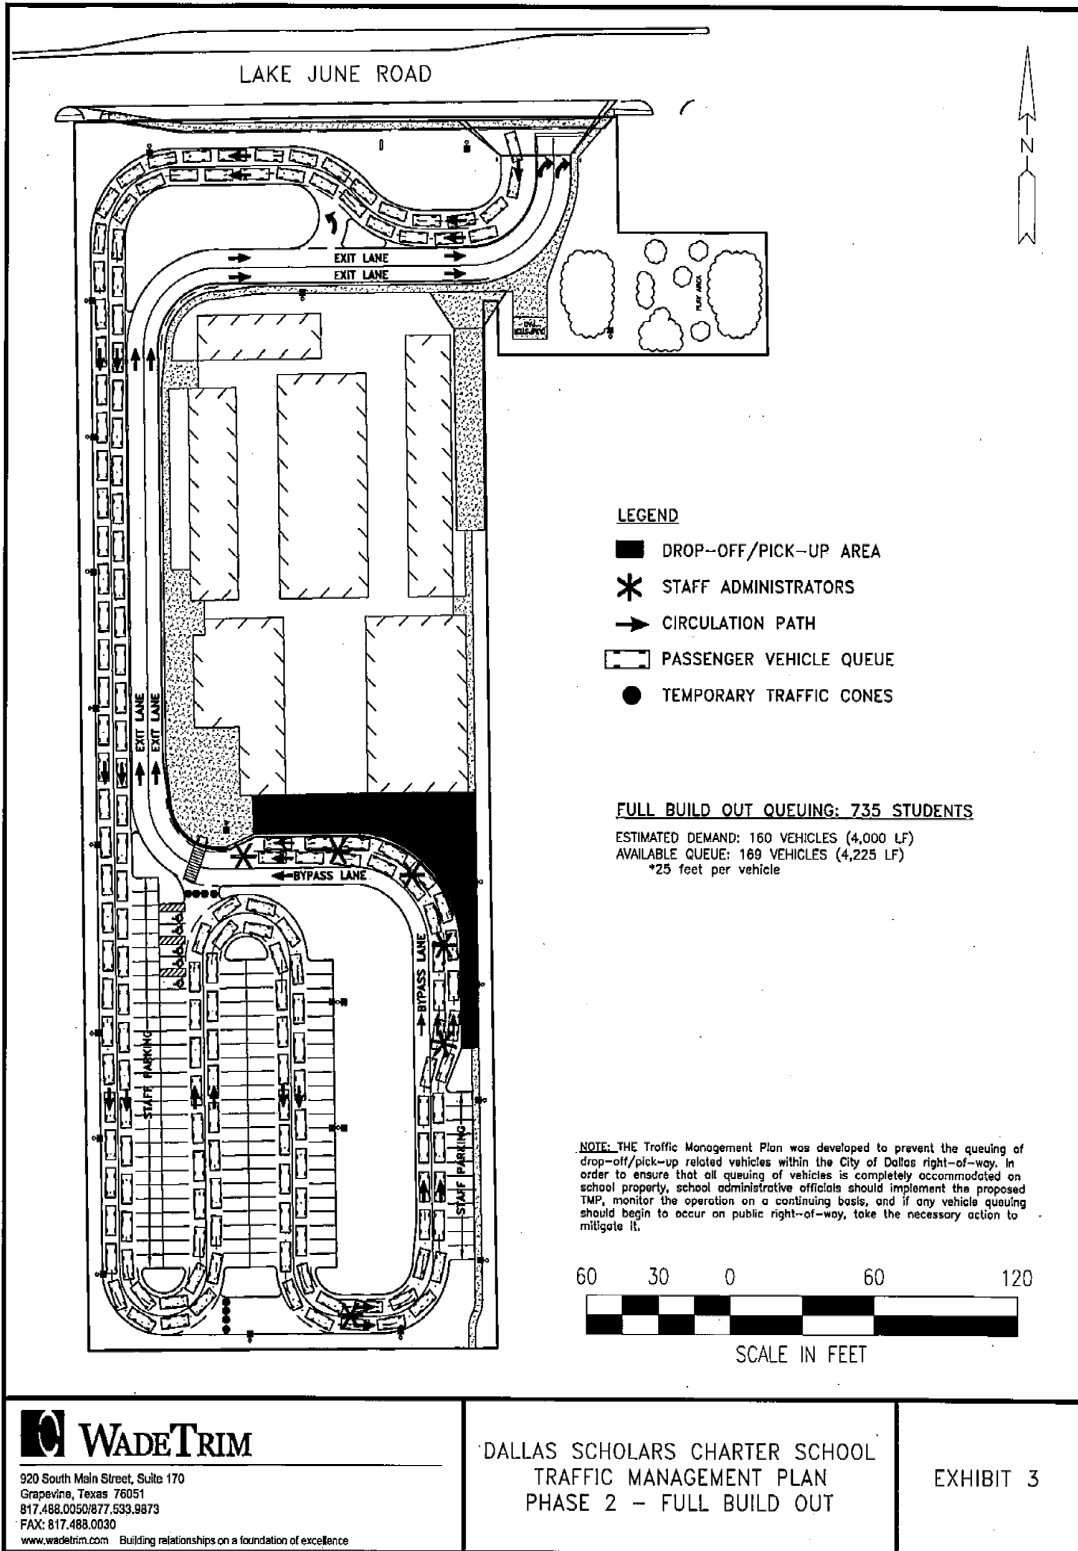 LAKE JUNE ROAD
N
EXIT LANE
EXIT LANE
PLAY AREA
EXIT LANE
EXIT LANE
BYPASS LANE
BYPASS LANE
STAFF PARKING
STAFF PARKING
LEGEND
DROP-OFF/PICK-UP AREA
STAFF ADMINISTRATORS
CIRCULATION PATH
PASSENGER VEHICLE QUEUE
TEMPORARY TRAFFIC CONES
FULL BUILD OUT QUEUING: 735 STUDENTS
ESTIMATED DEMAND: 160 VEHICLES (4,000 LF)
AVAILABLE QUEUE: 169 VEHICLES (4,225 LF)
*25 feet per vehicle
NOTE: THE Traffic Management Plan was developed to prevent the queuing of
drop-off/pick-up related vehicles within the City of Dallas right-of-way. In
order to ensure that all queuing of vehicles is completely accommodated on
school property, school administrative officials should implement the proposed
TMP, monitor the operation on a continuing basis, and if any vehicle queuing
should begin to occur on public right-of-way, take the necessary action to
mitigate it.
60 30 0 60 120
SCALE IN FEET
WADETRIM
920 South Main Street, Suite 170
Grapevine, Texas 76051
817.488.0050/877.533.9873
FAX: 817.488.0030
www.wadetrim.com Building relationships on a foundation of excellence
DALLAS SCHOLARS CHARTER SCHOOL
TRAFFIC MANAGEMENT PLAN
PHASE 2 - FULL BUILD OUT
EXHIBIT 3